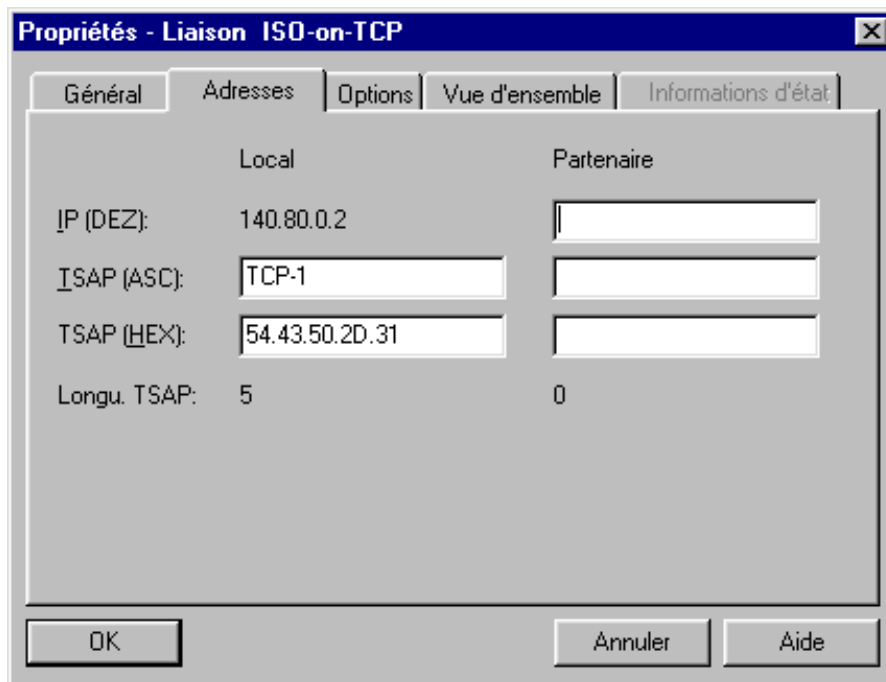 Propriétés - Liaison ISO-on-TCP
Général Adresses Options Vue d'ensemble Informations d'état
Local Partenaire
IP (DEZ): 140.80.0.2
TSAP (ASC): TCP-1
TSAP (HEX): 54.43.50.2D.31
Longu. TSAP: 5 0
OK Annuler Aide